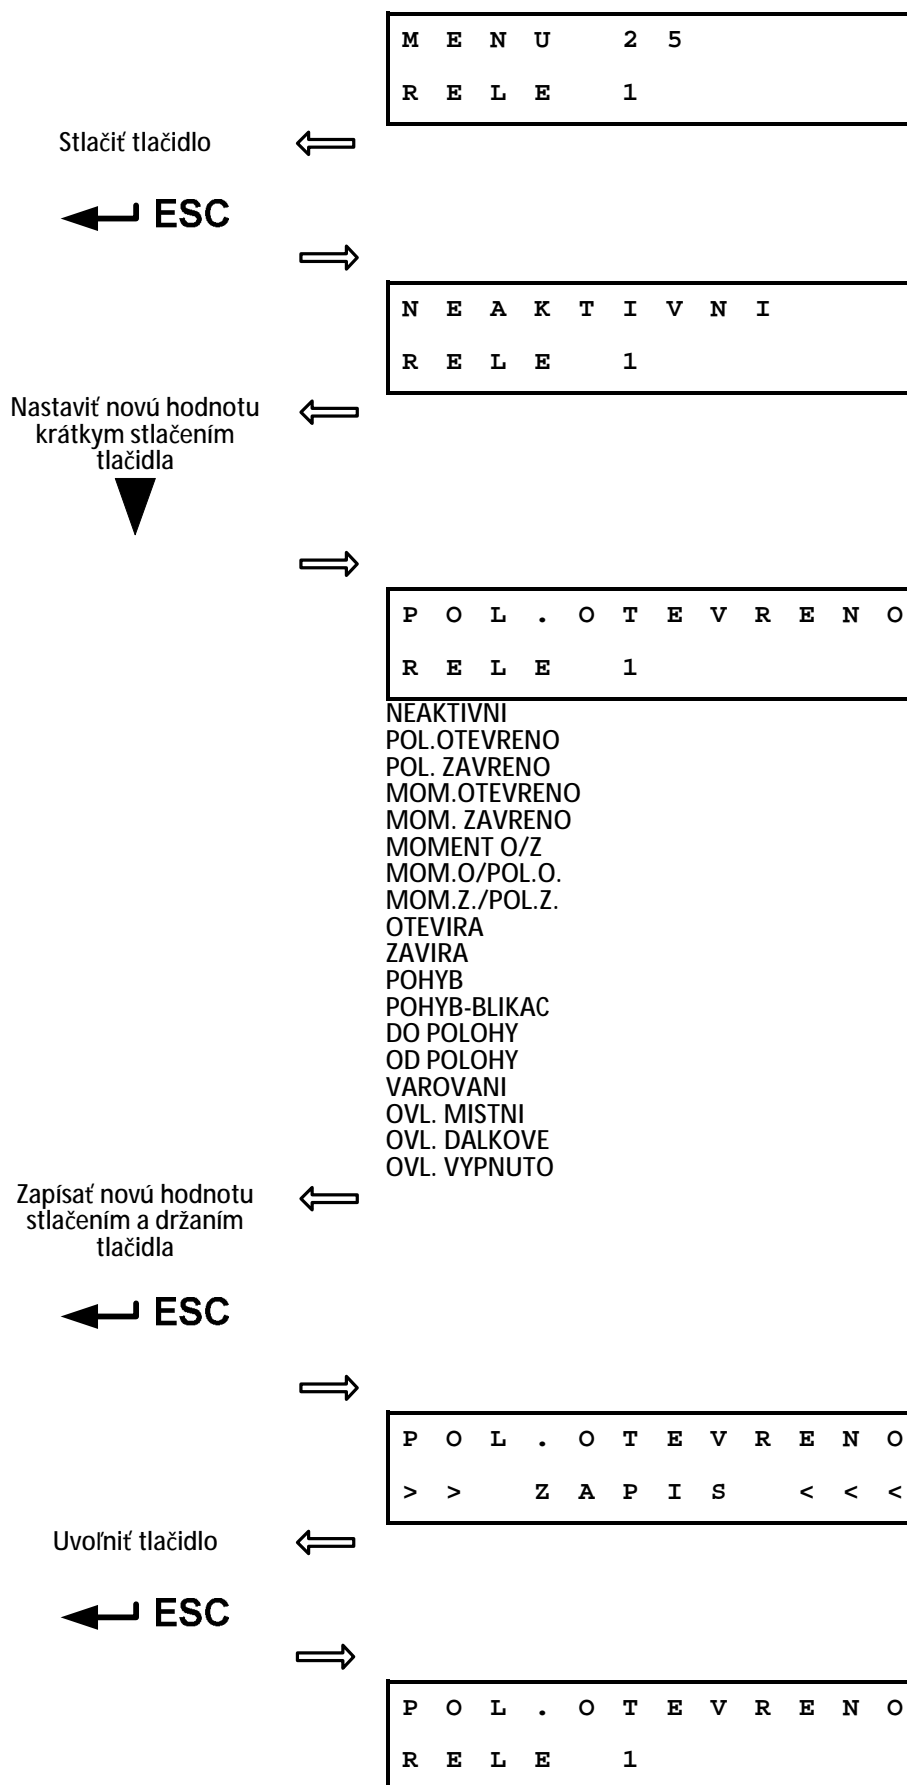 MENU 25
RELE 1
Stlačiť tlačidlo
ESC
NEAKTIVNI
RELE 1
Nastaviť novú hodnotu
krátkym stlačením
tlačidla
POL.OTEVRENO
RELE 1
NEAKTIVNI
POL.OTEVRENO
POL. ZAVRENO
MOM.OTEVRENO
MOM. ZAVRENO
MOMENT O/Z
MOM.O/POL.O.
MOM.Z./POL.Z.
OTEVIRA
ZAVIRA
POHYB
POHYB-BLIKAC
DO POLOHY
OD POLOHY
VAROVANI
OVL. MISTNI
OVL. DALKOVE
OVL. VYPNUTO
Zapísať novú hodnotu
stlačením a držaním
tlačidla
ESC
POL.OTEVRENO
>> ZAPIS <<<
Uvoľniť tlačidlo
ESC
POL.OTEVRENO
RELE 1